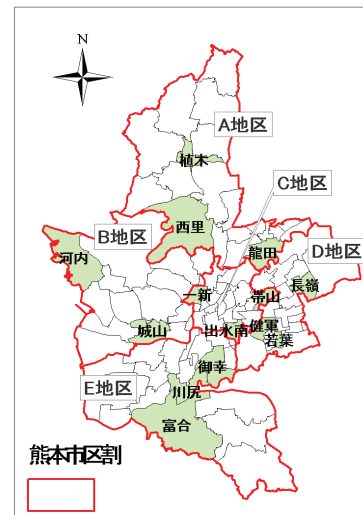 N
A地区
植木
C地区
西里
B地区
龍田
D地区
河内
長嶺
一新
帯山
城山
出水南
健軍
若葉
御幸
E地区
川尻
富合
熊本市区割